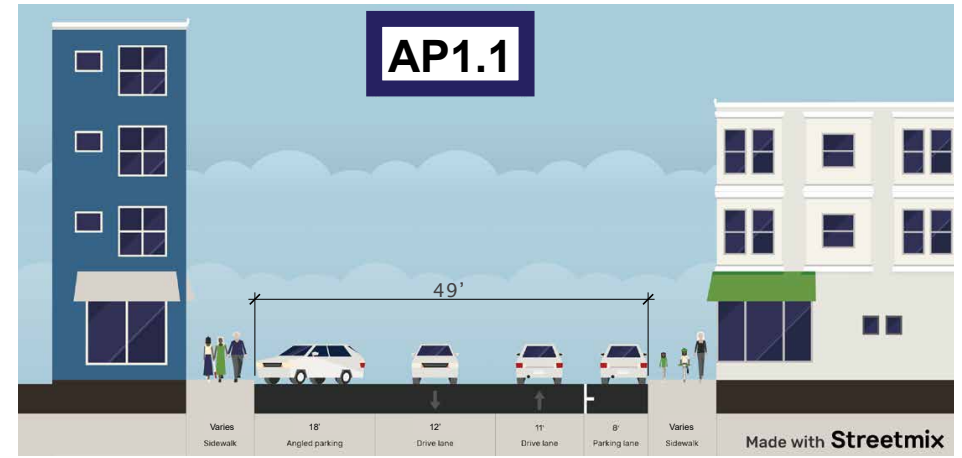 AP1.1
49'
Varies 18' 12' 11' 8' Varies
Sidewalk Angled parking Drive lane Drive lane Parking lane Sidewalk
Made with Streetmix